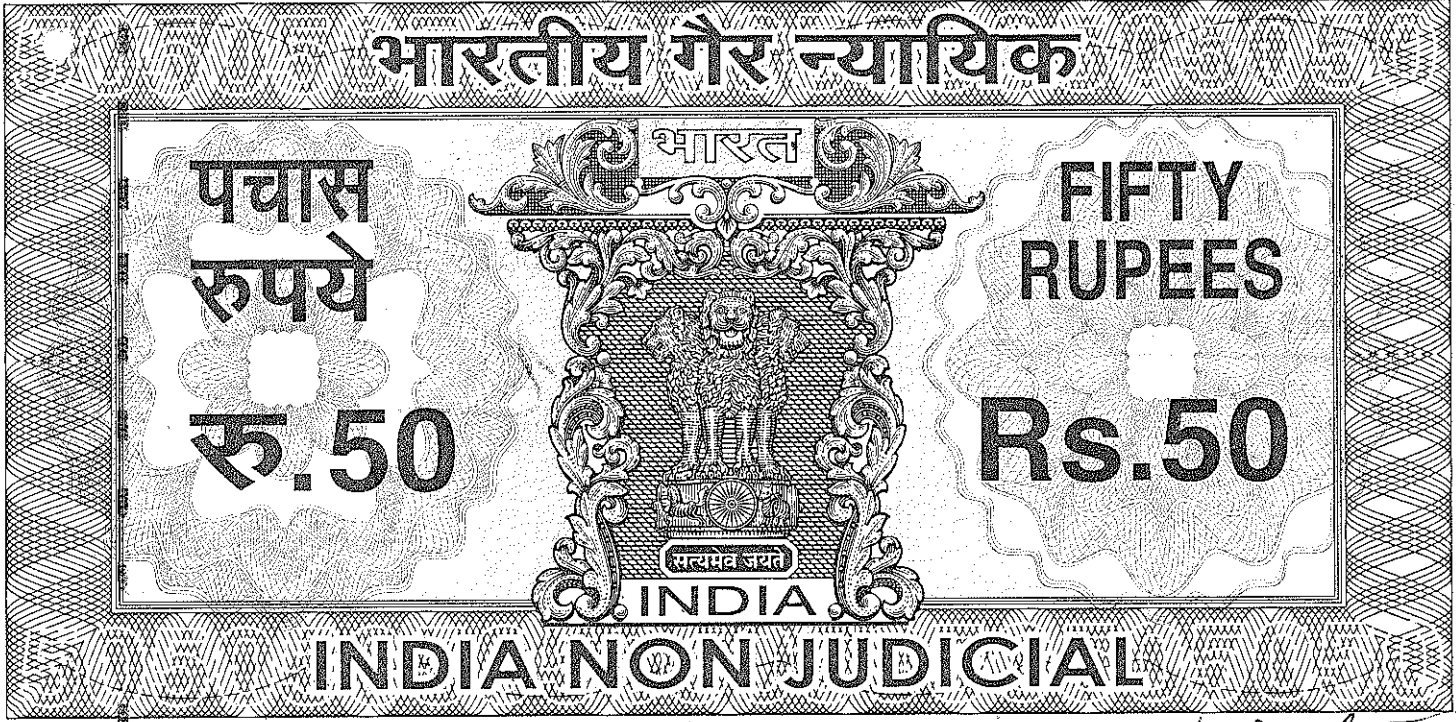 भारतीय गैर न्यायिक
भारत
पचास
रुपये
रु.50
FIFTY
RUPEES
Rs.50
सत्यमेव जयते
INDIA
INDIA NON JUDICIAL